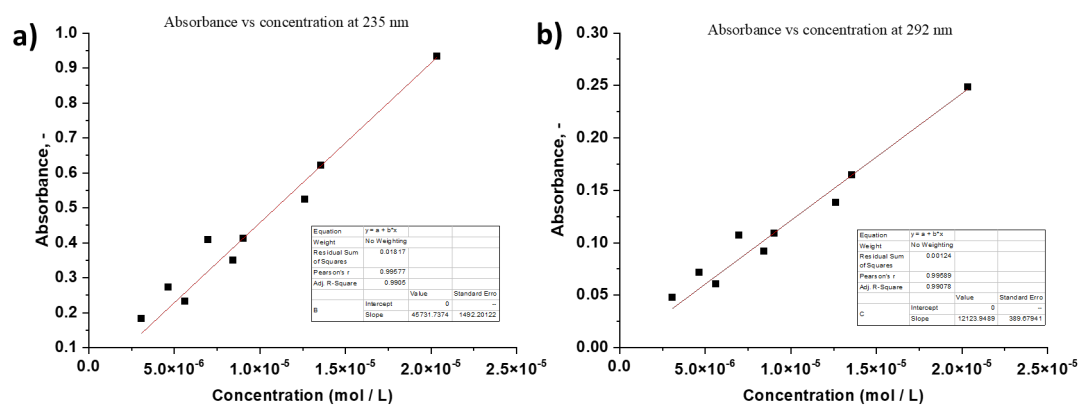 a)
Absorbance vs concentration at 235 nm
1.0
0.9
0.8
0.7
0.6
0.5
0.4
0.3
0.2
0.1
Absorbance, -
Equation y = a + b*x
Weight No Weighting
Residual Sum of Squares 0.01817
Pearson's r 0.99577
Adj. R-Square 0.9905
Value Standard Erro
B Intercept 0 --
Slope 45731.7374 1492.20122
0.0 5.0×10⁻⁶ 1.0×10⁻⁵ 1.5×10⁻⁵ 2.0×10⁻⁵ 2.5×10⁻⁵
Concentration (mol / L)
b)
Absorbance vs concentration at 292 nm
0.30
0.25
0.20
0.15
0.10
0.05
0.00
Absorbance, -
Equation y = a + b*x
Weight No Weighting
Residual Sum of Squares 0.00124
Pearson's r 0.99589
Adj. R-Square 0.99078
Value Standard Erro
C Intercept 0 --
Slope 12123.9489 389.67941
0.0 5.0×10⁻⁶ 1.0×10⁻⁵ 1.5×10⁻⁵ 2.0×10⁻⁵ 2.5×10⁻⁵
Concentration (mol / L)